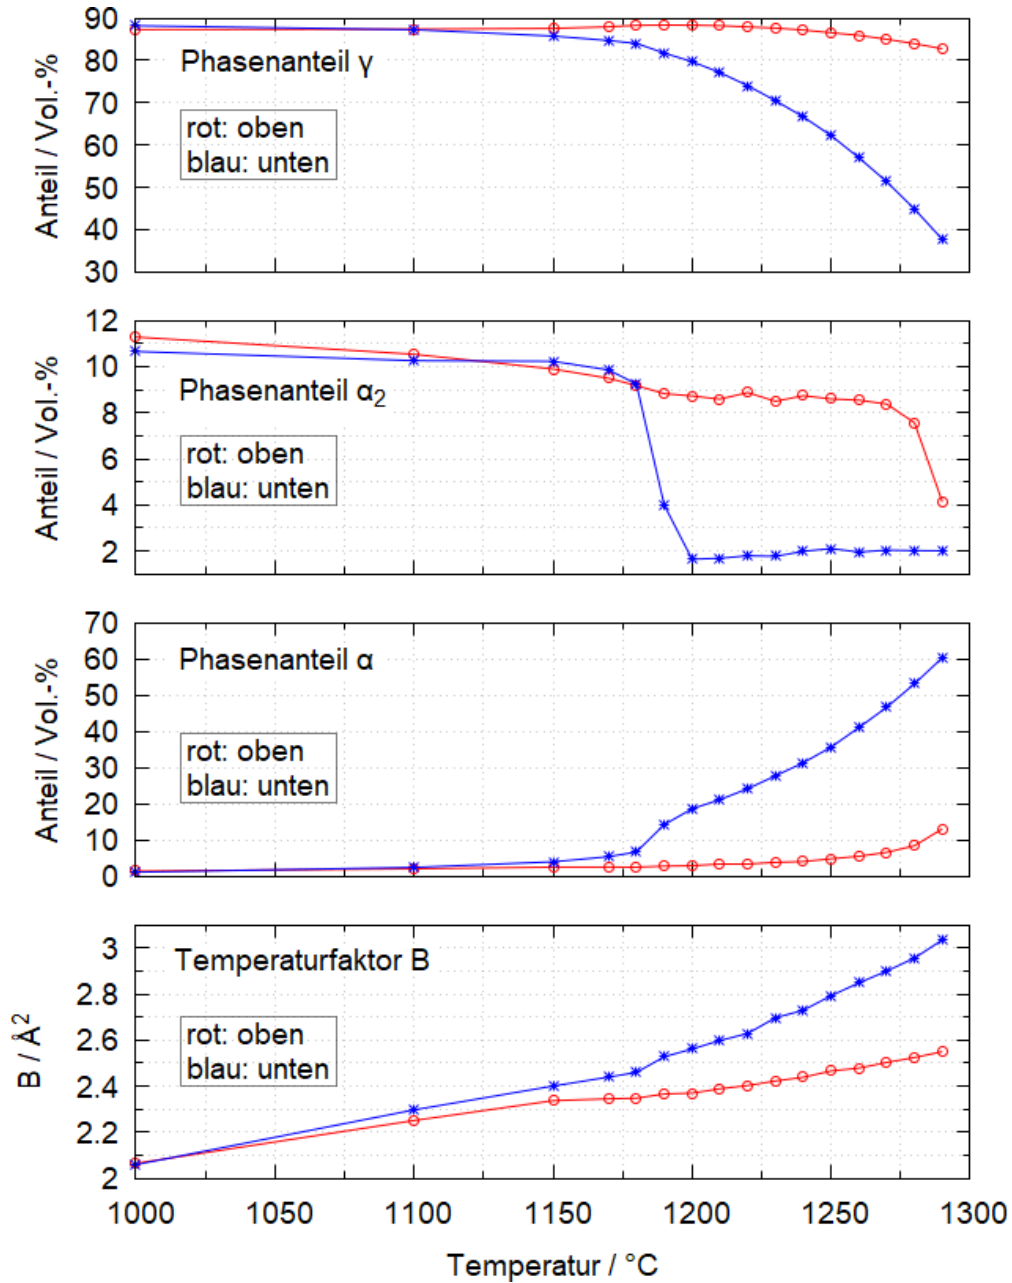 90
80
70
60
50
40
30
Anteil / Vol.-%
Phasenanteil γ
rot: oben
blau: unten
12
10
8
6
4
2
Anteil / Vol.-%
Phasenanteil α₂
rot: oben
blau: unten
70
60
50
40
30
20
10
0
Anteil / Vol.-%
Phasenanteil α
rot: oben
blau: unten
3
2.8
2.6
2.4
2.2
2
B / Å²
Temperaturfaktor B
rot: oben
blau: unten
1000 1050 1100 1150 1200 1250 1300
Temperatur / °C